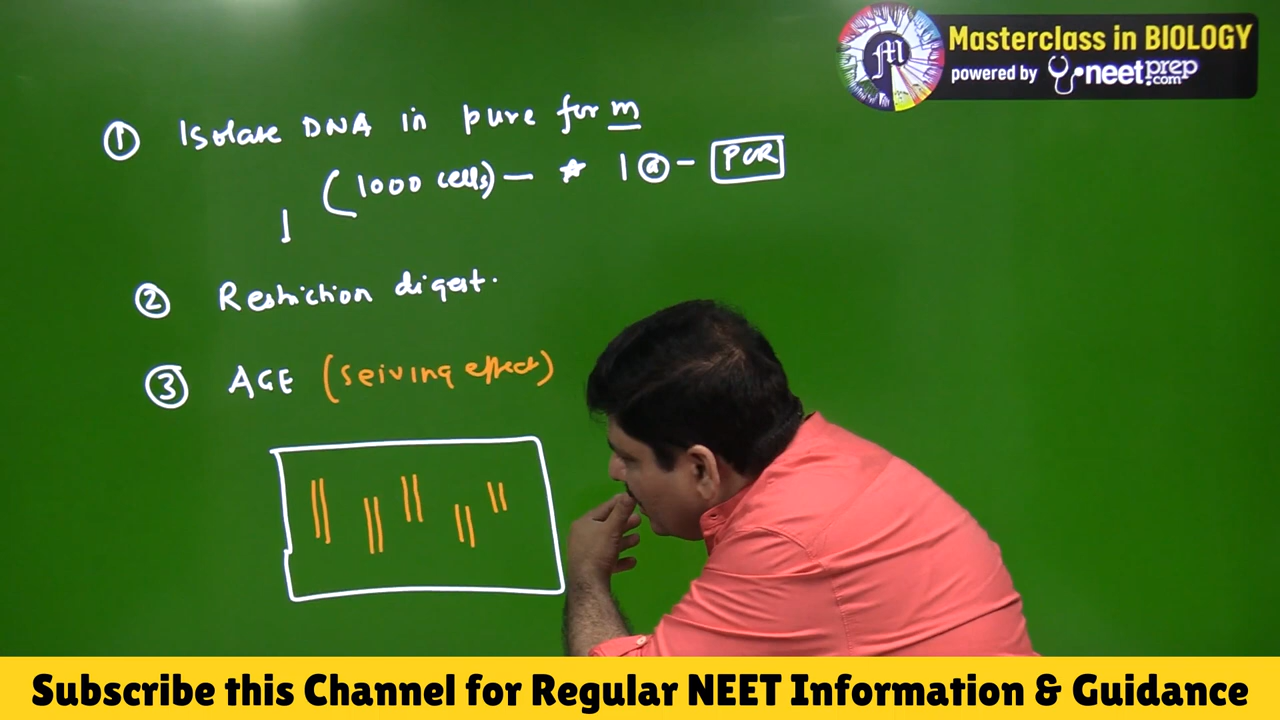 Masterclass in BIOLOGY
powered by neetprep.com
M
① Isolate DNA in pure form
(1000 cells) — * 1 @ - PCR
② Restriction digest.
③ AGE (seiving effect)
Subscribe this Channel for Regular NEET Information & Guidance